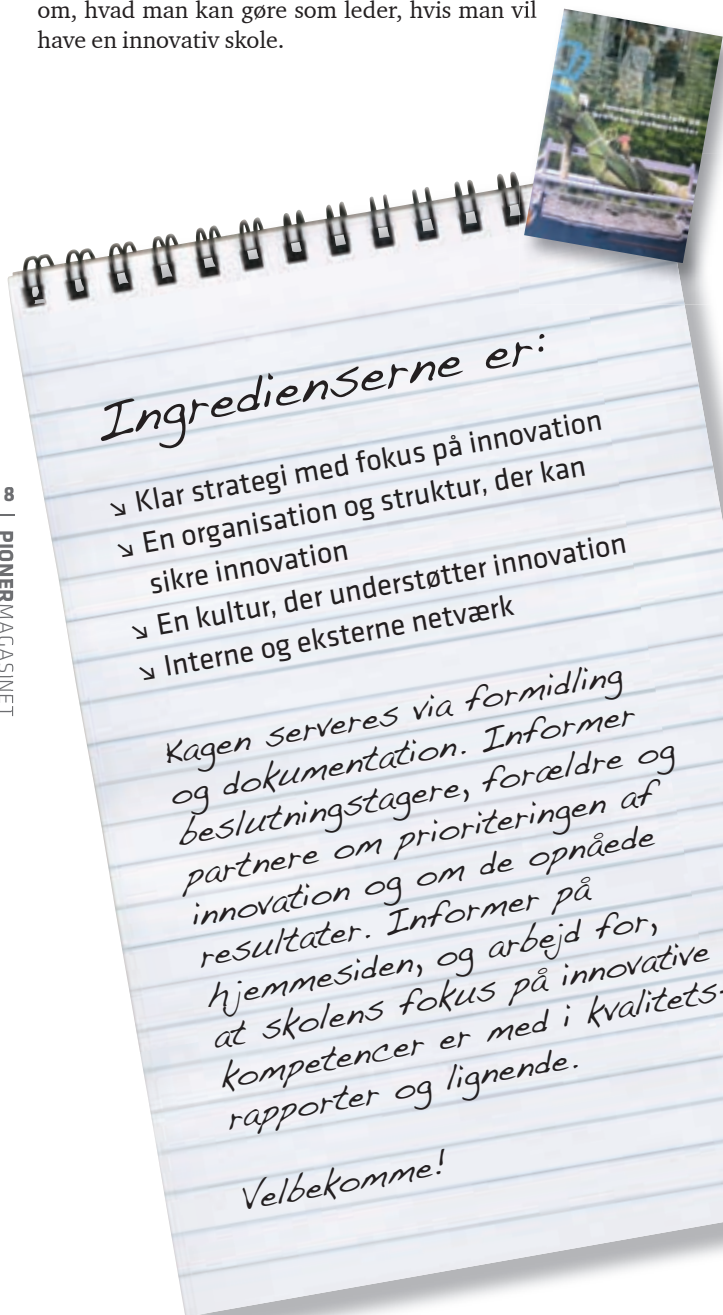 om, hvad man kan gøre som leder, hvis man vil
have en innovativ skole.
Ingredienserne er:
↘ Klar strategi med fokus på innovation
↘ En organisation og struktur, der kan
sikre innovation
↘ En kultur, der understøtter innovation
↘ Interne og eksterne netværk
Kagen serveres via formidling
og dokumentation. Informer
beslutningstagere, forældre og
partnere om prioriteringen af
innovation og om de opnåede
resultater. Informer på
hjemmesiden, og arbejd for,
at skolens fokus på innovative
kompetencer er med i kvalitets-
rapporter og lignende.
Velbekomme!
8 | PIONERMAGASINET